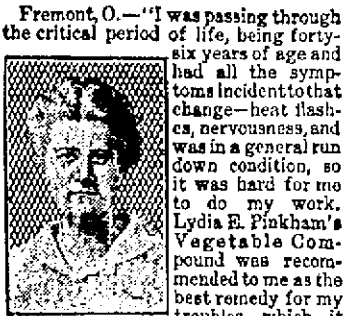 Fremont, O.—"I was passing through
the critical period of life, being forty-
six years of age and
had all the symp-
toms incident to that
change—heat flash-
es, nervousness, and
was in a general run
down condition, so
it was hard for me
to do my work.
Lydia E. Pinkham's
Vegetable Com-
pound was recom-
mended to me as the
best remedy for my
troubles, which it